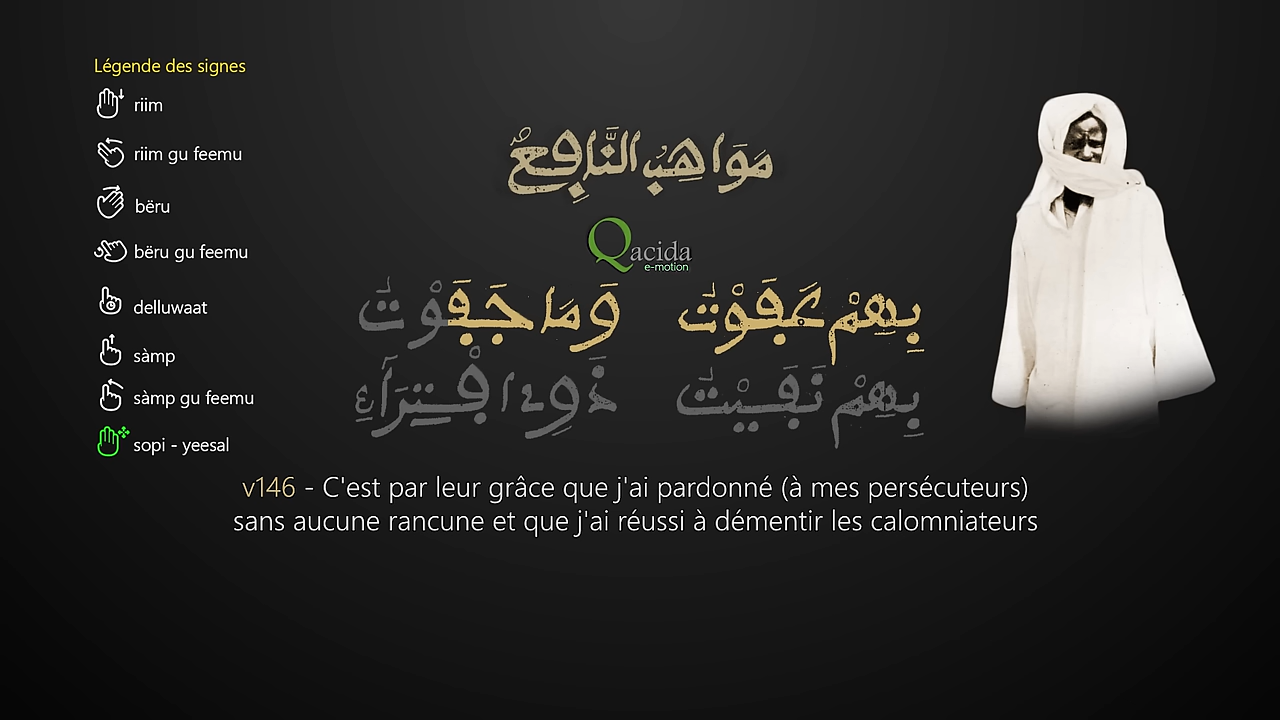 Légende des signes
riim
riim gu feemu
bëru
bëru gu feemu
delluwaat
sàmp
sàmp gu feemu
sopi - yeesal
مَوَاهِبُ النَّافِعُ
Qacida
e-motion
بِهِمْ عَفَوْتُ وَمَا جَفَوْتُ
بِهِمْ نَفَيْتُ ذَوِي افْتِرَاءِ
v146 - C'est par leur grâce que j'ai pardonné (à mes persécuteurs)
sans aucune rancune et que j'ai réussi à démentir les calomniateurs